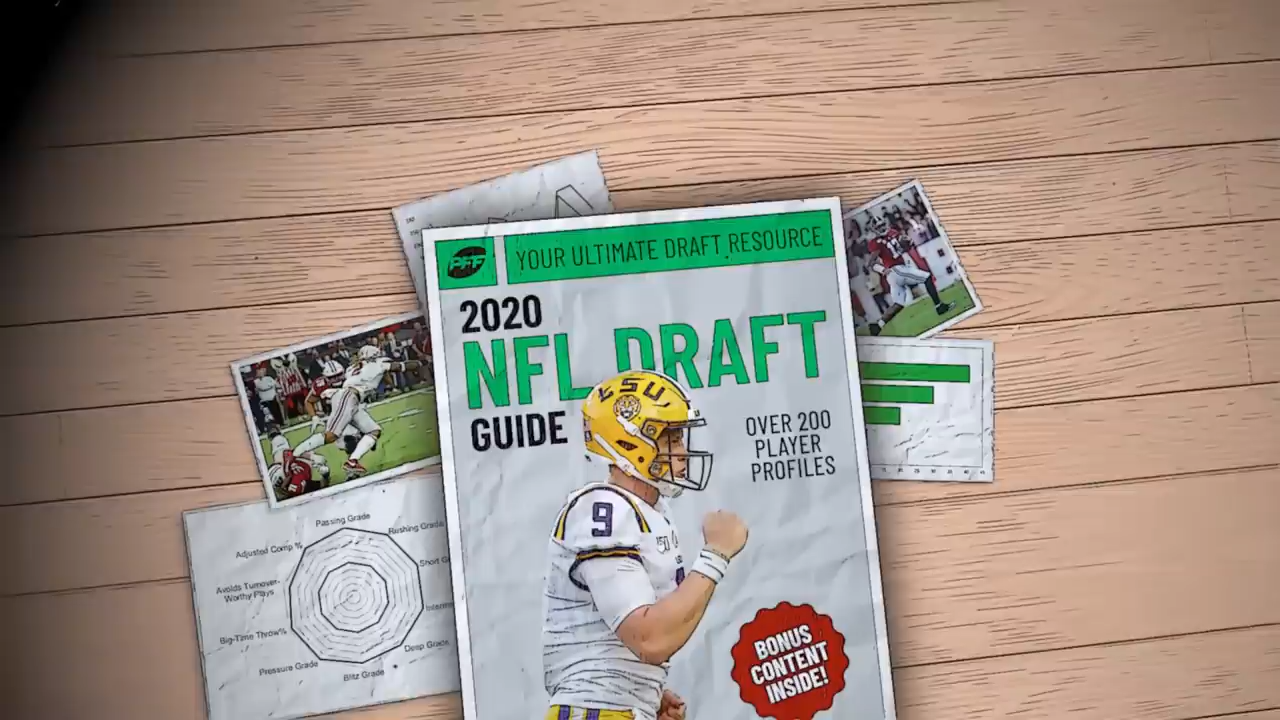 PFF
YOUR ULTIMATE DRAFT RESOURCE
2020
NFL DRAFT
GUIDE
OVER 200
PLAYER
PROFILES
LSU
9
BONUS
CONTENT
INSIDE!
Passing Grade
Rushing Grade
Adjusted Comp %
Avoids Turnover-
Worthy Plays
Big-Time Throw%
Deep Grade
Pressure Grade
Blitz Grade